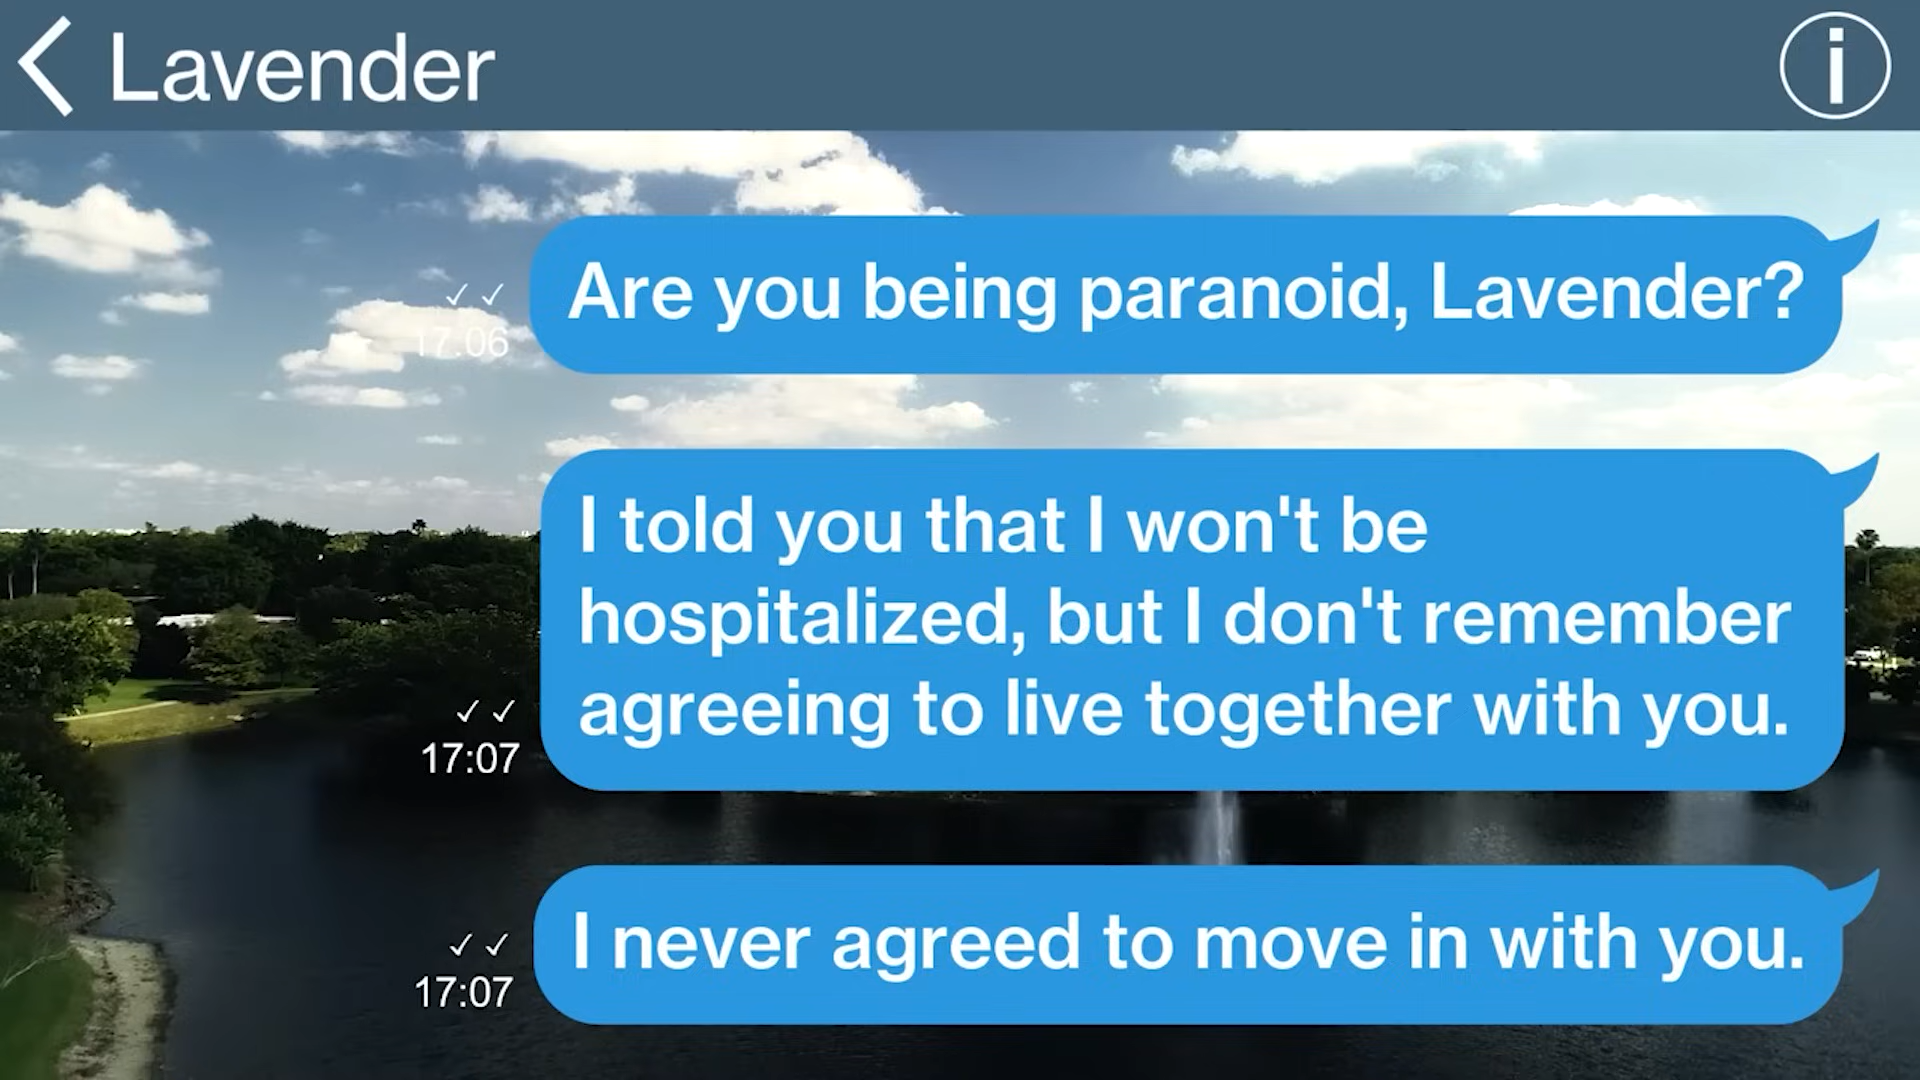 Lavender
Are you being paranoid, Lavender?
17:06
I told you that I won't be
hospitalized, but I don't remember
agreeing to live together with you.
17:07
I never agreed to move in with you.
17:07